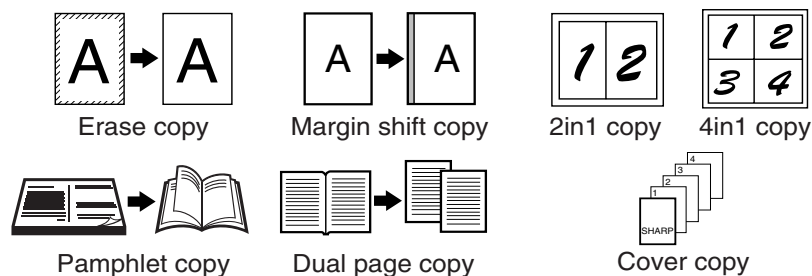 A A
Erase copy
A A
Margin shift copy
1 2
2in1 copy
1 2
3 4
4in1 copy
Pamphlet copy
Dual page copy
4
3
2
1
SHARP
Cover copy